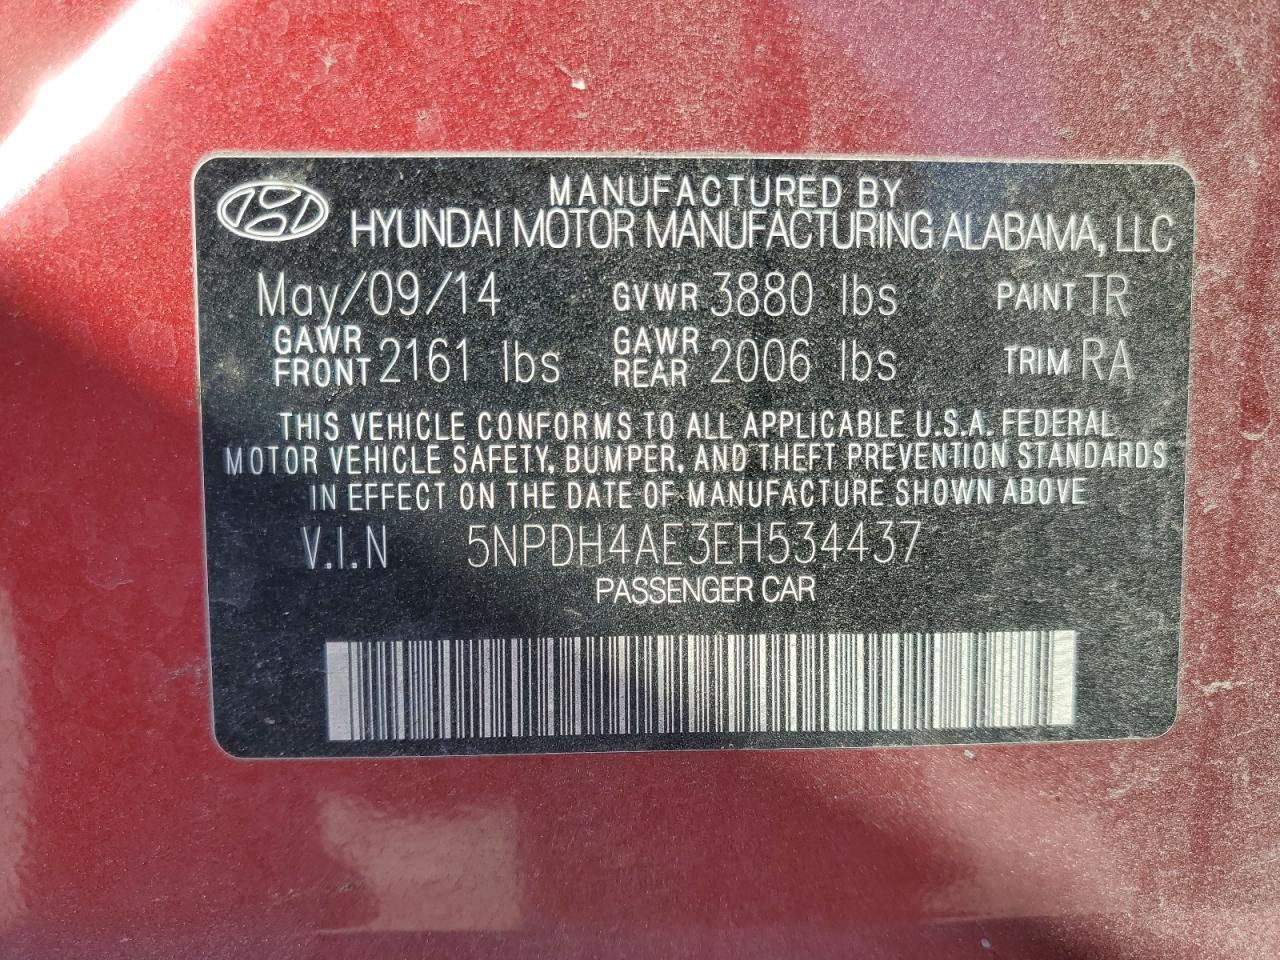 MANUFACTURED BY
HYUNDAI MOTOR MANUFACTURING ALABAMA, LLC
May/09/14 GVWR 3880 lbs PAINT TR
GAWR FRONT 2161 lbs GAWR REAR 2006 lbs TRIM RA
THIS VEHICLE CONFORMS TO ALL APPLICABLE U.S.A. FEDERAL
MOTOR VEHICLE SAFETY, BUMPER, AND THEFT PREVENTION STANDARDS
IN EFFECT ON THE DATE OF MANUFACTURE SHOWN ABOVE
V.I.N 5NPDH4AE3EH534437
PASSENGER CAR